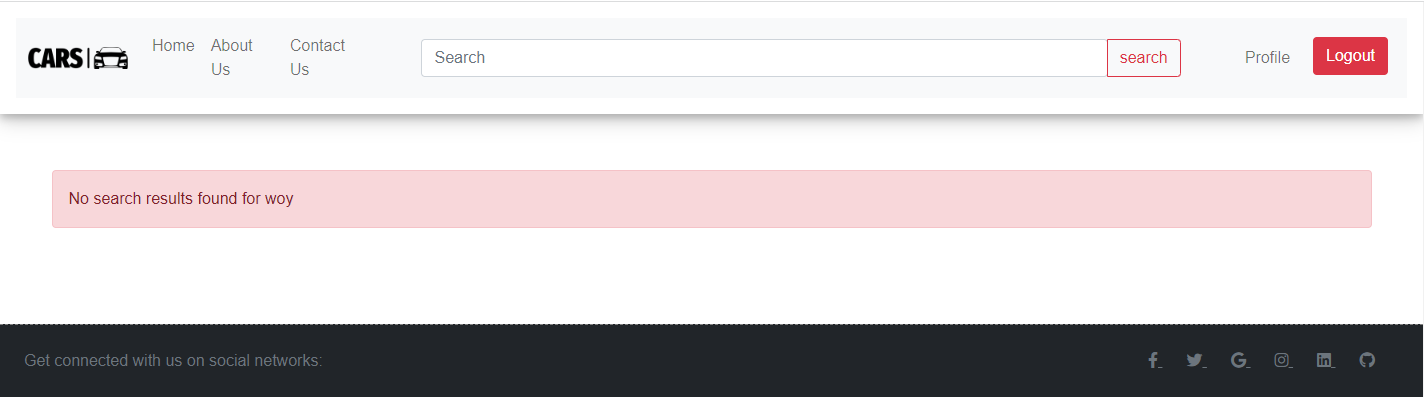 CARS
Home
About
Us
Contact
Us
Search
search
Profile
Logout
No search results found for woy
Get connected with us on social networks: